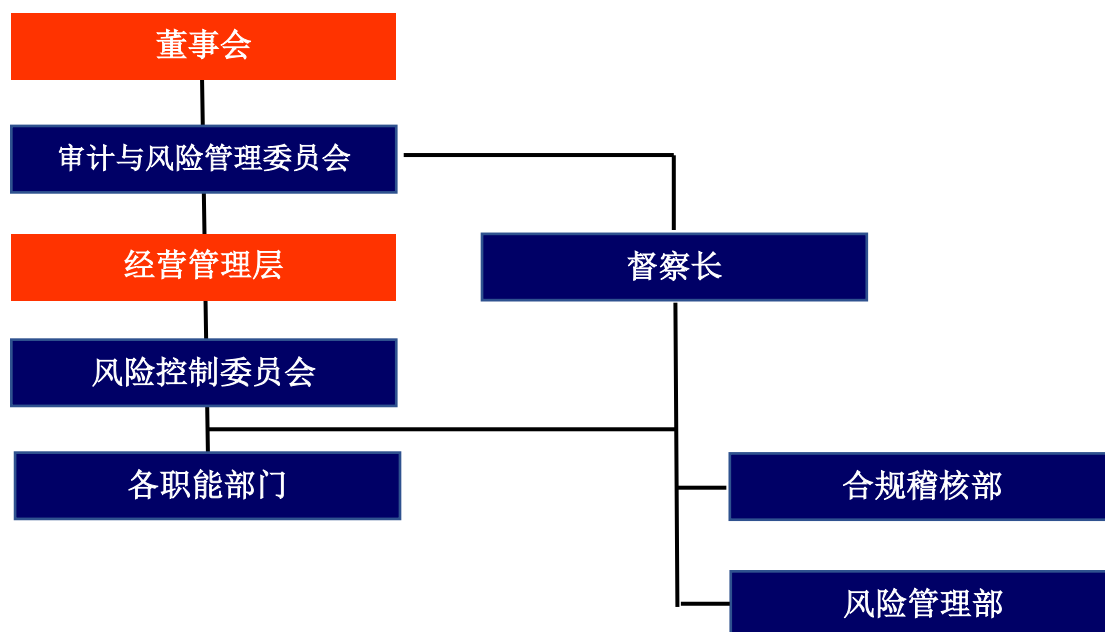 董事会
审计与风险管理委员会
经营管理层
督察长
风险控制委员会
各职能部门
合规稽核部
风险管理部